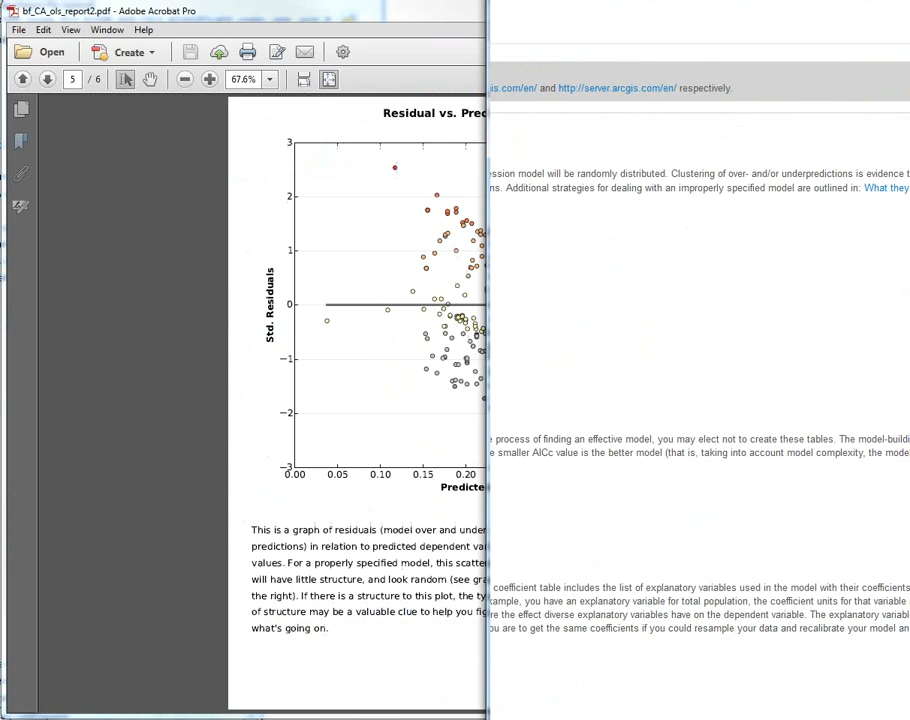 bf_CA_ols_report2.pdf - Adobe Acrobat Pro
File Edit View Window Help
Open Create
5 / 6 67.6%
Residual vs. Pred
3
2
1
0
−1
−2
−3
Std. Residuals
0.00 0.05 0.10 0.15 0.20
Predicte
This is a graph of residuals (model over and under
predictions) in relation to predicted dependent var
values. For a properly specified model, this scatte
will have little structure, and look random (see gra
the right). If there is a structure to this plot, the ty
of structure may be a valuable clue to help you fig
what's going on.
is.com/en/ and http://server.arcgis.com/en/ respectively.
ssion model will be randomly distributed. Clustering of over- and/or underpredictions is evidence t
ns. Additional strategies for dealing with an improperly specified model are outlined in: What they
process of finding an effective model, you may elect not to create these tables. The model-buildi
e smaller AICc value is the better model (that is, taking into account model complexity, the mode
coefficient table includes the list of explanatory variables used in the model with their coefficients
xample, you have an explanatory variable for total population, the coefficient units for that variable
re the effect diverse explanatory variables have on the dependent variable. The explanatory variabl
ou are to get the same coefficients if you could resample your data and recalibrate your model an